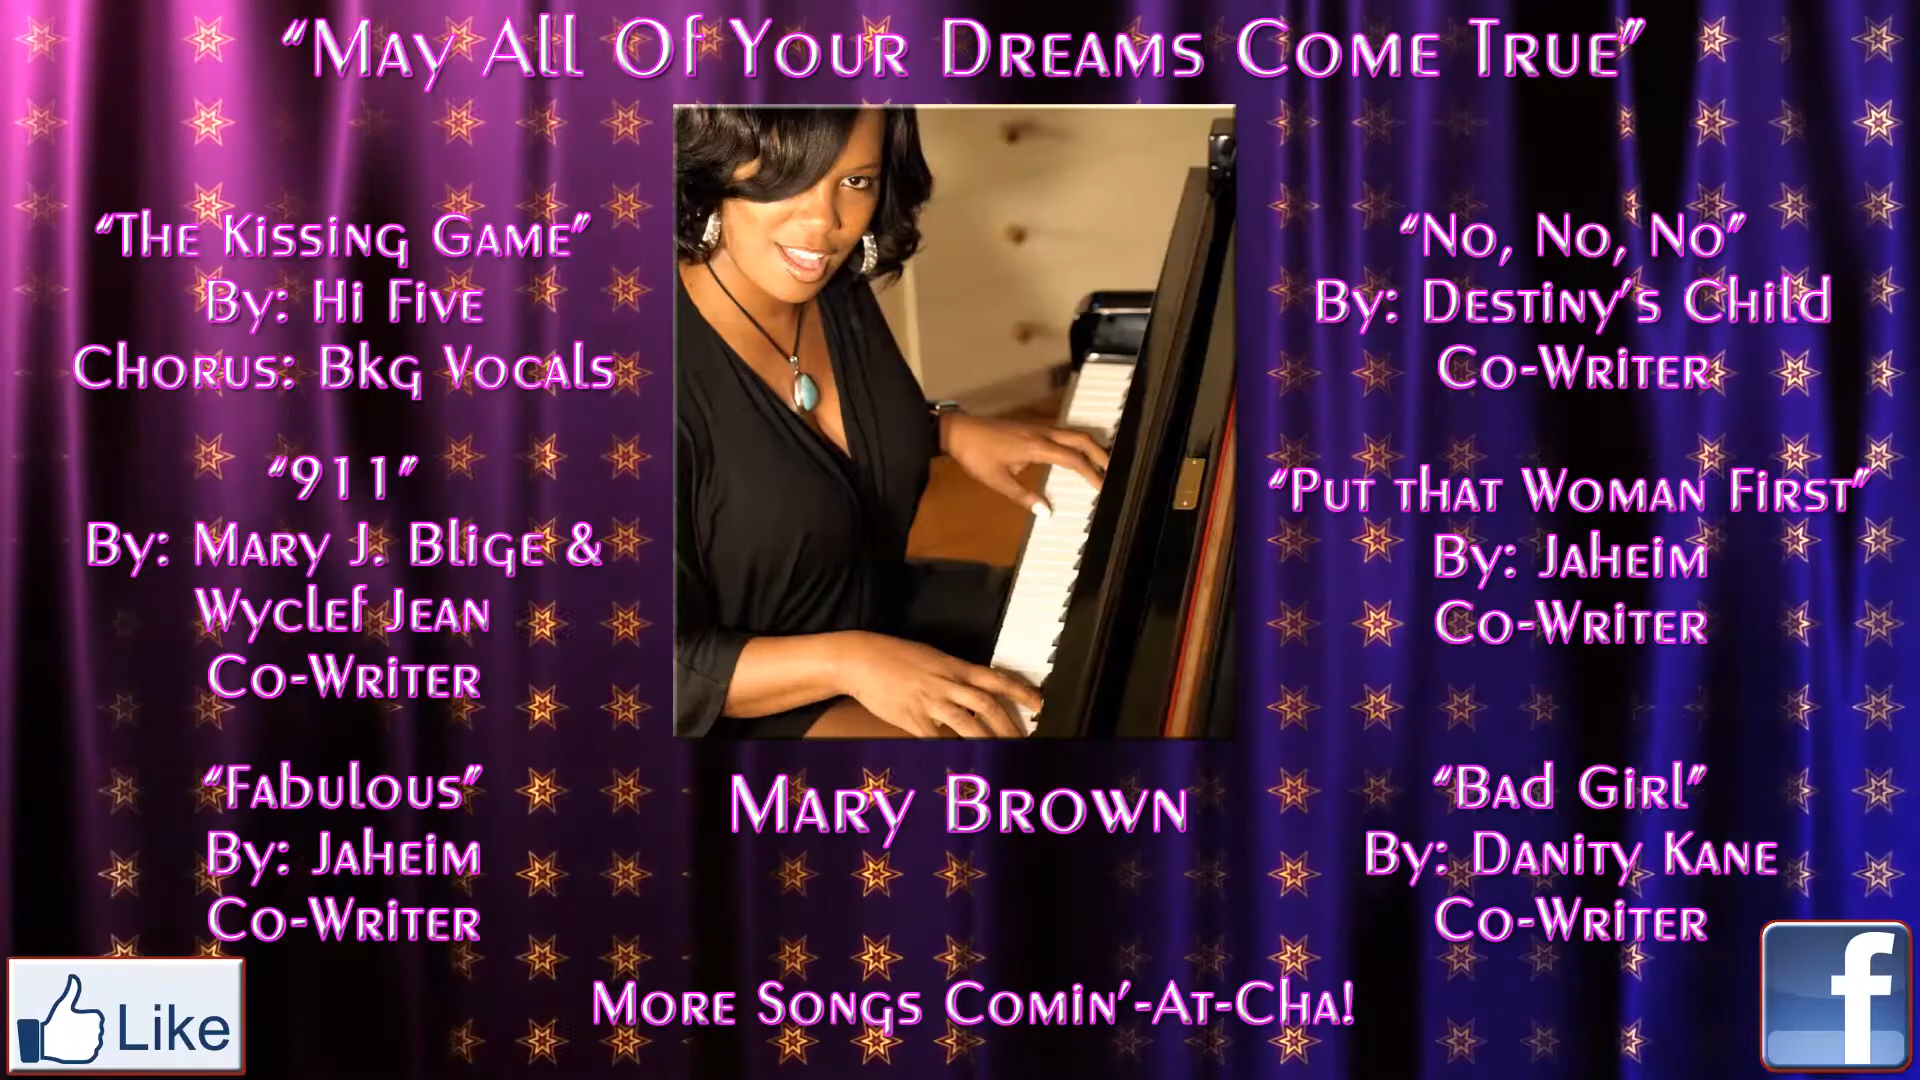 “May All Of Your Dreams Come True”
“The Kissing Game”
By: Hi Five
Chorus: Bkg Vocals
“911”
By: Mary J. Blige &
Wyclef Jean
Co-Writer
“Fabulous”
By: Jaheim
Co-Writer
Mary Brown
“No, No, No”
By: Destiny’s Child
Co-Writer
“Put that Woman First”
By: Jaheim
Co-Writer
“Bad Girl”
By: Danity Kane
Co-Writer
More Songs Comin’-At-Cha!
Like
f